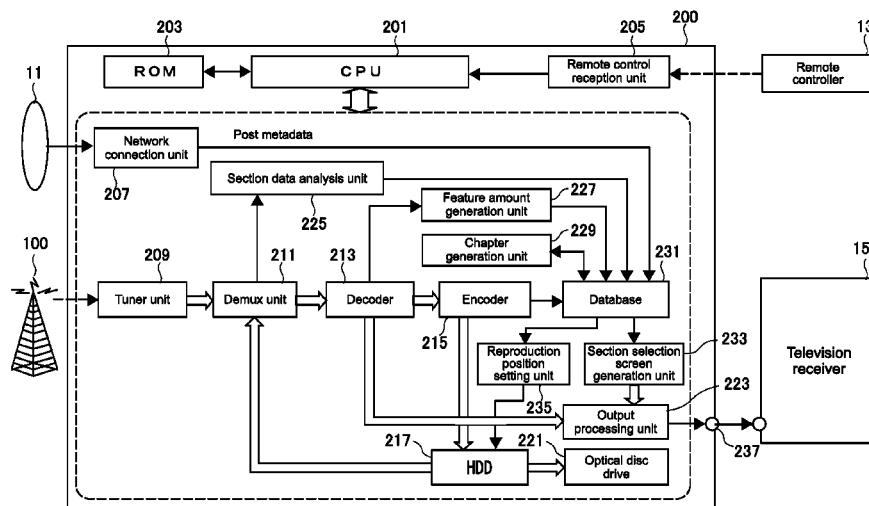 203
201
205
200
13
ROM
CPU
Remote control
reception unit
Remote
controller
11
Post metadata
Network
connection unit
207
Section data analysis unit
225
Feature amount
generation unit
227
Chapter
generation unit
229
231
100
209
211
213
15
Tuner unit
Demux unit
Decoder
Encoder
Database
215
Reproduction
position
setting unit
235
Section selection
screen
generation unit
233
Television
receiver
223
Output
processing unit
237
217
221
HDD
Optical disc
drive